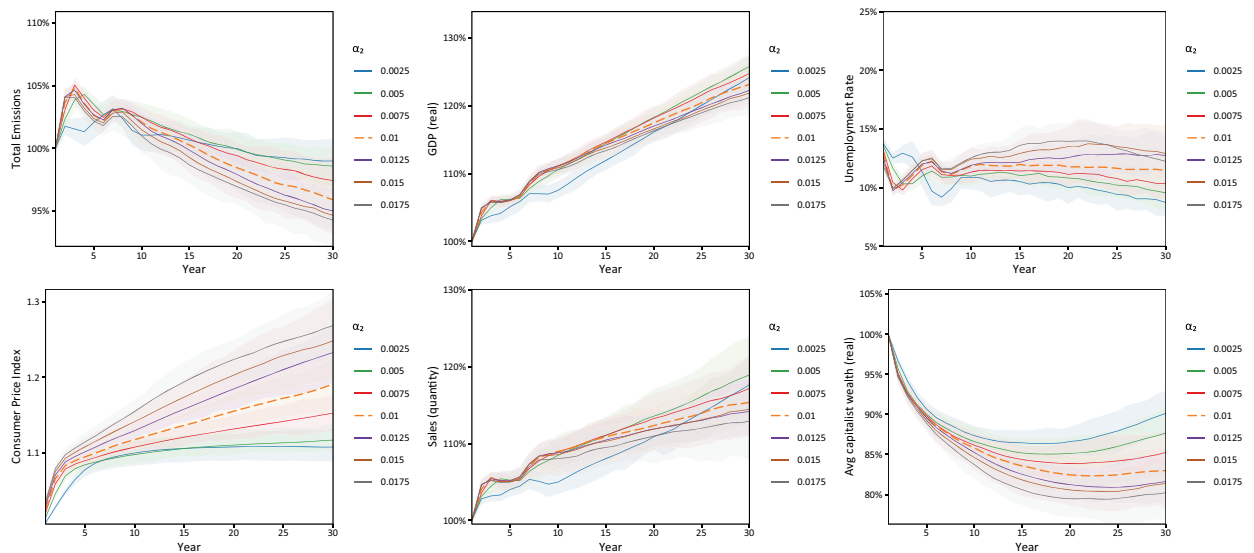 Total Emissions
110%
105%
100%
95%
5 10 15 20 25 30
Year
α₂
0.0025
0.005
0.0075
0.01
0.0125
0.015
0.0175
GDP (real)
130%
120%
110%
100%
5 10 15 20 25 30
Year
α₂
0.0025
0.005
0.0075
0.01
0.0125
0.015
0.0175
Unemployment Rate
25%
20%
15%
10%
5%
5 10 15 20 25 30
Year
α₂
0.0025
0.005
0.0075
0.01
0.0125
0.015
0.0175
Consumer Price Index
1.3
1.2
1.1
5 10 15 20 25 30
Year
α₂
0.0025
0.005
0.0075
0.01
0.0125
0.015
0.0175
Sales (quantity)
130%
120%
110%
100%
5 10 15 20 25 30
Year
α₂
0.0025
0.005
0.0075
0.01
0.0125
0.015
0.0175
Avg capitalist wealth (real)
105%
100%
95%
90%
85%
80%
5 10 15 20 25 30
Year
α₂
0.0025
0.005
0.0075
0.01
0.0125
0.015
0.0175